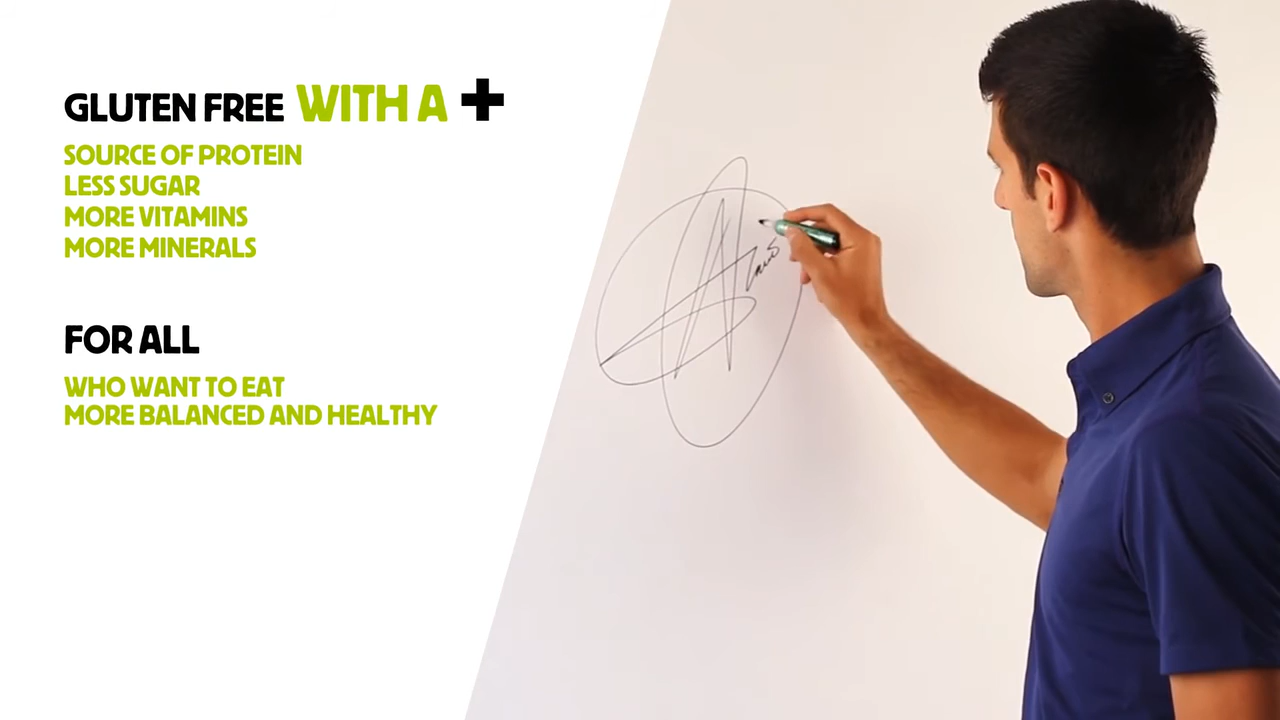 GLUTEN FREE WITH A +
SOURCE OF PROTEIN
LESS SUGAR
MORE VITAMINS
MORE MINERALS
FOR ALL
WHO WANT TO EAT
MORE BALANCED AND HEALTHY